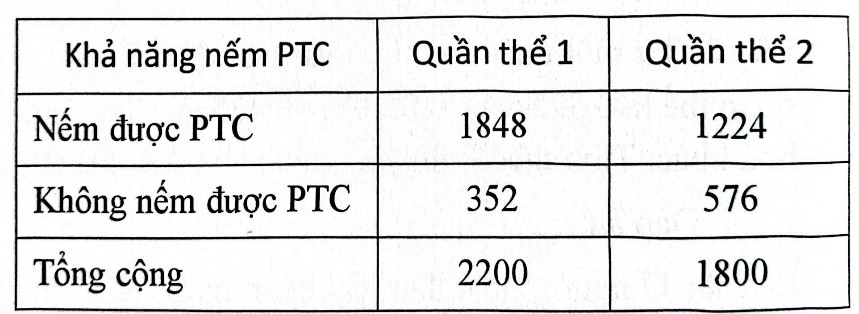 Khả năng nếm PTC Quần thể 1 Quần thể 2
Nếm được PTC 1848 1224
Không nếm được PTC 352 576
Tổng cộng 2200 1800